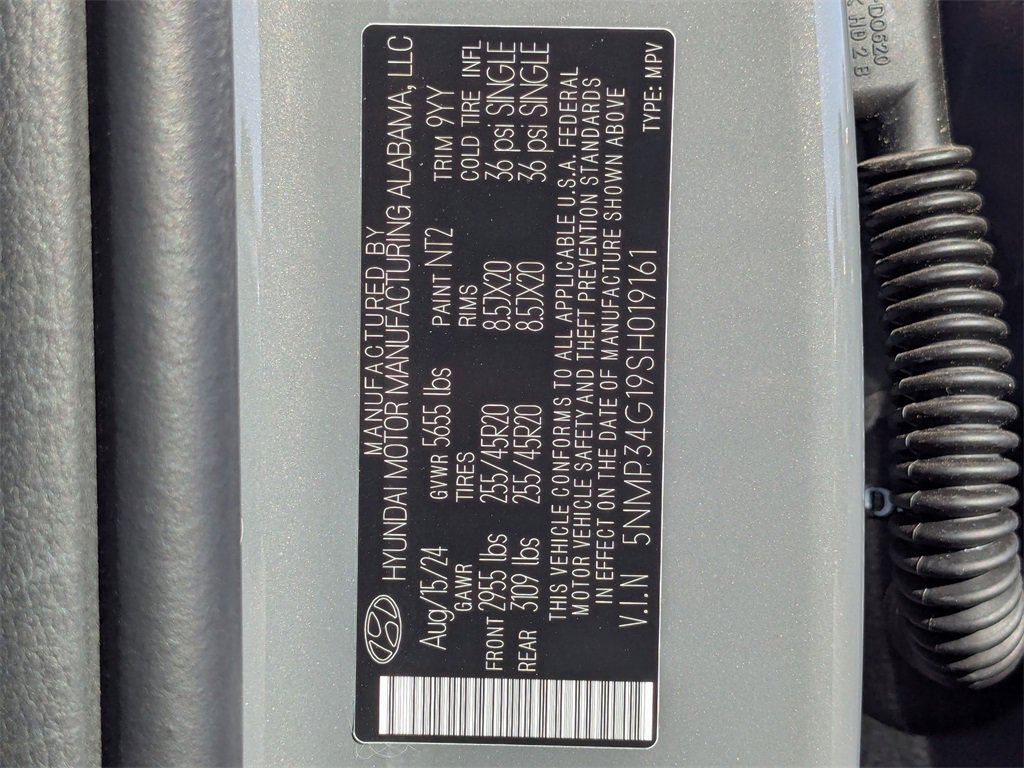 MANUFACTURED BY
HYUNDAI MOTOR MANUFACTURING ALABAMA, LLC
Aug/15/24 GVWR 5655 lbs PAINT NT2 TRIM 9YY
GAWR TIRES RIMS COLD TIRE INFL
FRONT 2955 lbs 255/45R20 8.5JX20 36 psi SINGLE
REAR 3109 lbs 255/45R20 8.5JX20 36 psi SINGLE
THIS VEHICLE CONFORMS TO ALL APPLICABLE U.S.A. FEDERAL
MOTOR VEHICLE SAFETY AND THEFT PREVENTION STANDARDS
IN EFFECT ON THE DATE OF MANUFACTURE SHOWN ABOVE
V.I.N 5NMP34G19SH019161 TYPE: MPV